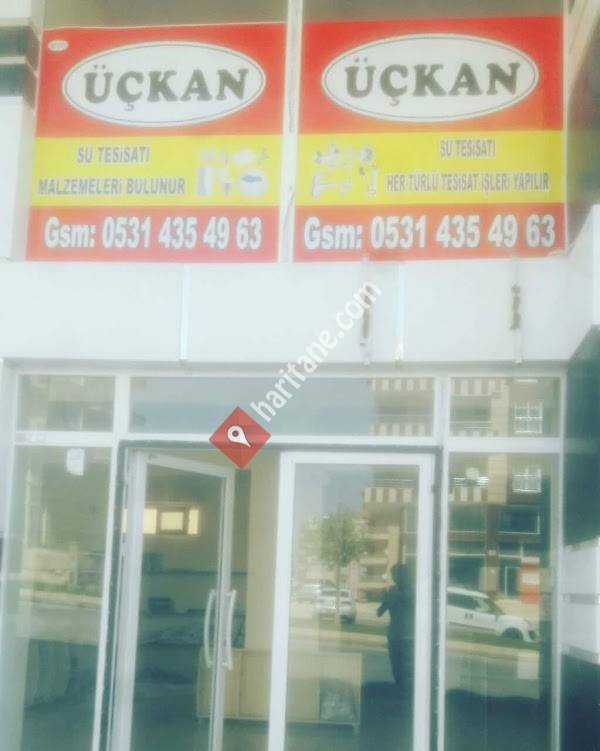 ÜÇKAN
SU TESİSATI
MALZEMELERİ BULUNUR
Gsm: 0531 435 49 63
ÜÇKAN
SU TESİSATI
HER TÜRLÜ TESİSAT İŞLERİ YAPILIR
Gsm: 0531 435 49 63
haritane.com